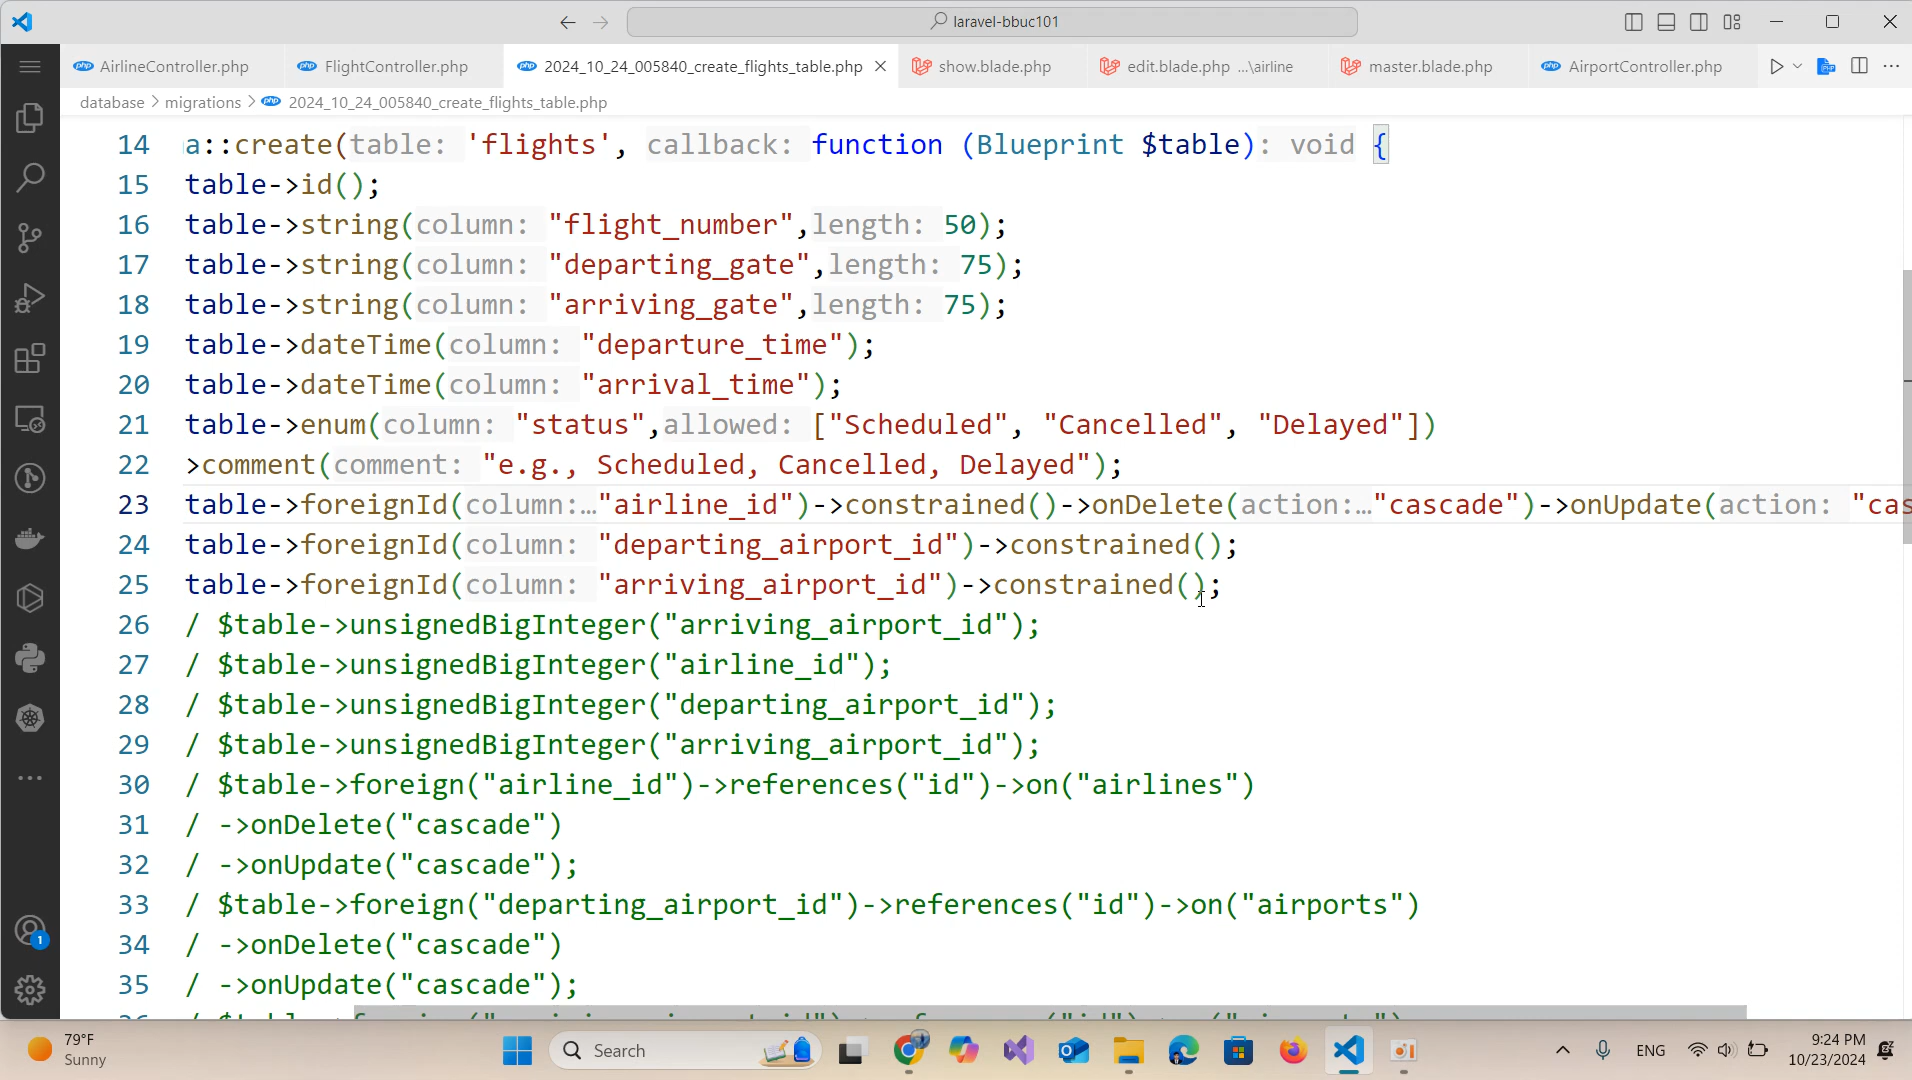 laravel-bbuc101
AirlineController.php
FlightController.php
2024_10_24_005840_create_flights_table.php
show.blade.php
edit.blade.php ...\airline
master.blade.php
AirportController.php
database > migrations > 2024_10_24_005840_create_flights_table.php
14 a::create(table: 'flights', callback: function (Blueprint $table): void {
15 table->id();
16 table->string(column: "flight_number",length: 50);
17 table->string(column: "departing_gate",length: 75);
18 table->string(column: "arriving_gate",length: 75);
19 table->dateTime(column: "departure_time");
20 table->dateTime(column: "arrival_time");
21 table->enum(column: "status",allowed: ["Scheduled", "Cancelled", "Delayed"])
22 >comment(comment: "e.g., Scheduled, Cancelled, Delayed");
23 table->foreignId(column:…"airline_id")->constrained()->onDelete(action:…"cascade")->onUpdate(action: "cas
24 table->foreignId(column: "departing_airport_id")->constrained();
25 table->foreignId(column: "arriving_airport_id")->constrained();
26 / $table->unsignedBigInteger("arriving_airport_id");
27 / $table->unsignedBigInteger("airline_id");
28 / $table->unsignedBigInteger("departing_airport_id");
29 / $table->unsignedBigInteger("arriving_airport_id");
30 / $table->foreign("airline_id")->references("id")->on("airlines")
31 / ->onDelete("cascade")
32 / ->onUpdate("cascade");
33 / $table->foreign("departing_airport_id")->references("id")->on("airports")
34 / ->onDelete("cascade")
35 / ->onUpdate("cascade");
1
79°F
Sunny
Search
ENG
9:24 PM
10/23/2024